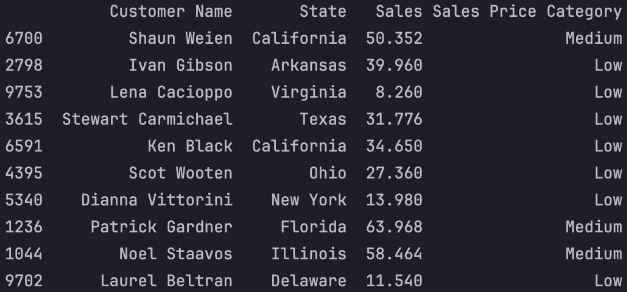 Customer Name State Sales Sales Price Category
6700 Shaun Weien California 50.352 Medium
2798 Ivan Gibson Arkansas 39.960 Low
9753 Lena Cacioppo Virginia 8.260 Low
3615 Stewart Carmichael Texas 31.776 Low
6591 Ken Black California 34.650 Low
4395 Scot Wooten Ohio 27.360 Low
5340 Dianna Vittorini New York 13.980 Low
1236 Patrick Gardner Florida 63.968 Medium
1044 Noel Staavos Illinois 58.464 Medium
9702 Laurel Beltran Delaware 11.540 Low